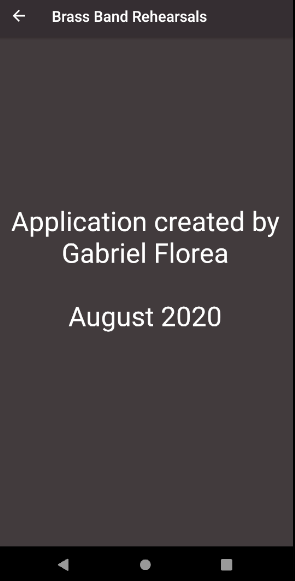 Brass Band Rehearsals
Application created by
Gabriel Florea
August 2020